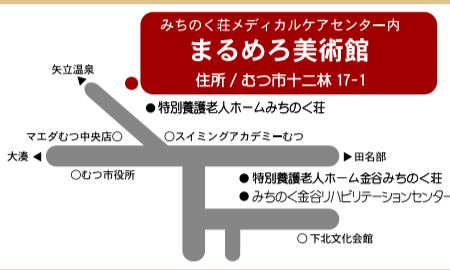 みちのく荘メディカルケアセンター内
まるめろ美術館
住所 / むつ市十二林 17-1
矢立温泉
●特別養護老人ホームみちのく荘
マエダむつ中央店○
○スイミングアカデミーむつ
大湊◀
▶田名部
○むつ市役所
●特別養護老人ホーム金谷みちのく荘
●みちのく金谷リハビリテーションセンター
○下北文化会館